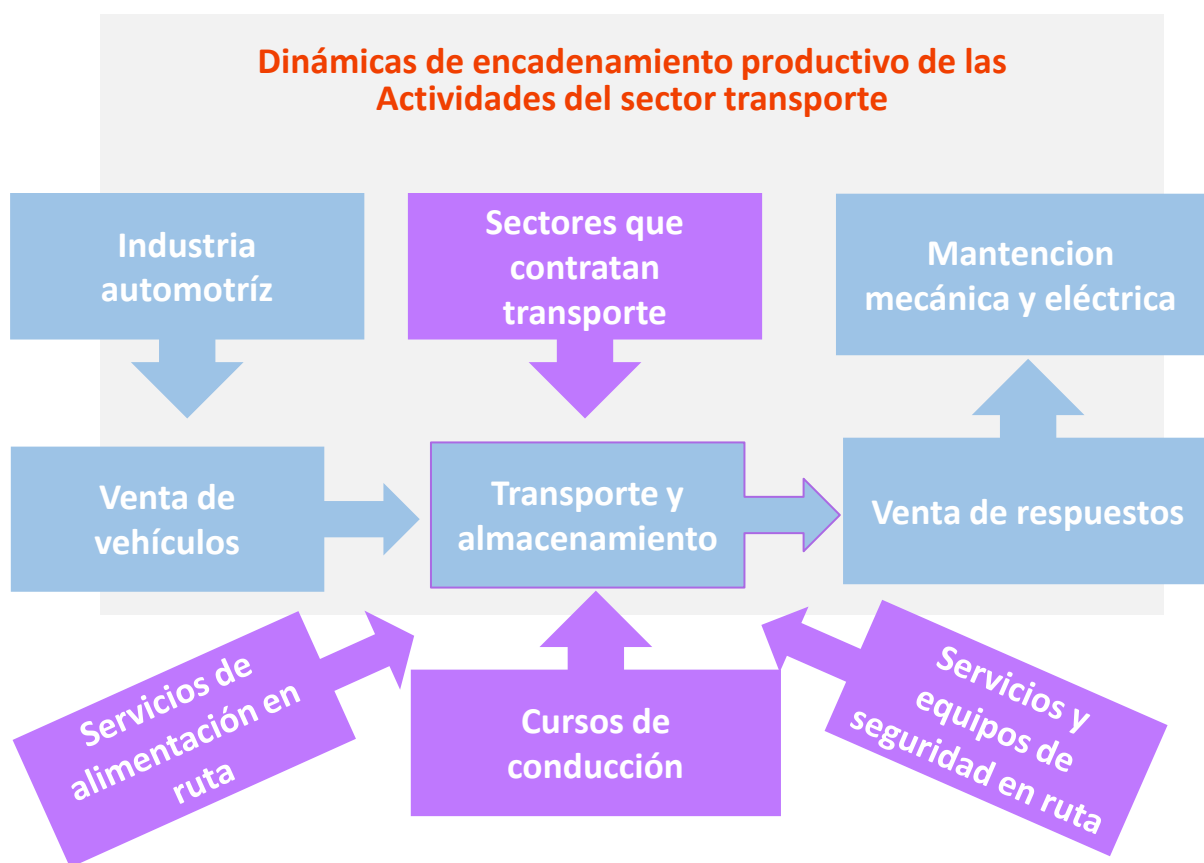 Dinámicas de encadenamiento productivo de las
Actividades del sector transporte
Industria
automotríz
Sectores que
contratan
transporte
Mantencion
mecánica y eléctrica
Venta de
vehículos
Transporte y
almacenamiento
Venta de respuestos
Servicios de
alimentación en
ruta
Cursos de
conducción
Servicios y
equipos de
seguridad en ruta